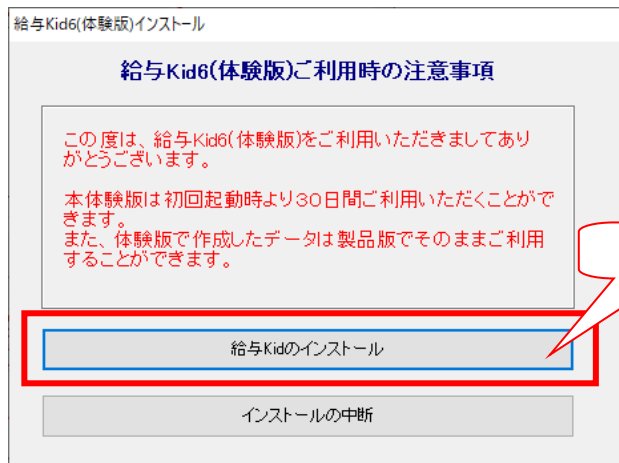 給与Kid6(体験版)インストール
給与Kid6(体験版)ご利用時の注意事項
この度は、給与Kid6(体験版)をご利用いただきましてあり
がとうございます。
本体験版は初回起動時より30日間ご利用いただくことがで
きます。
また、体験版で作成したデータは製品版でそのままご利用
することができます。
給与Kidのインストール
インストールの中断